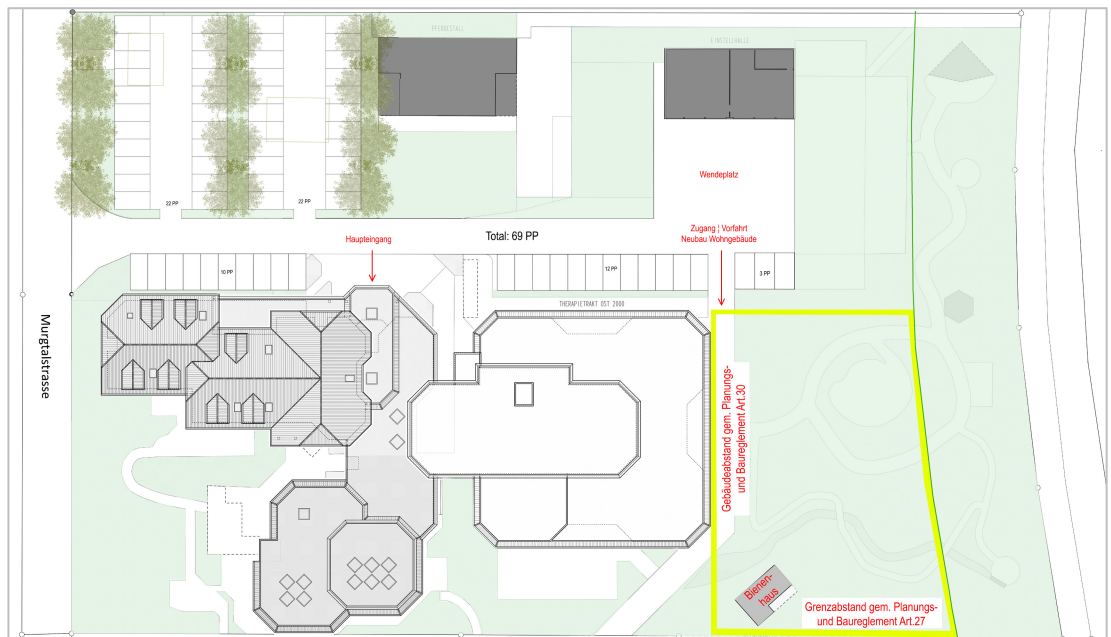 PFERDESTALL
EINSTELLHALLE
Wendeplatz
22 PP
22 PP
Total: 69 PP
Haupteingang
Zugang ¦ Vorfahrt
Neubau Wohngebäude
10 PP
12 PP
3 PP
THERAPIETRAKT OST 2000
Murgtalstrasse
Gebäudeabstand gem. Planungs-
und Baureglement Art.30
Bienen-
haus
Grenzabstand gem. Planungs-
und Baureglement Art.27